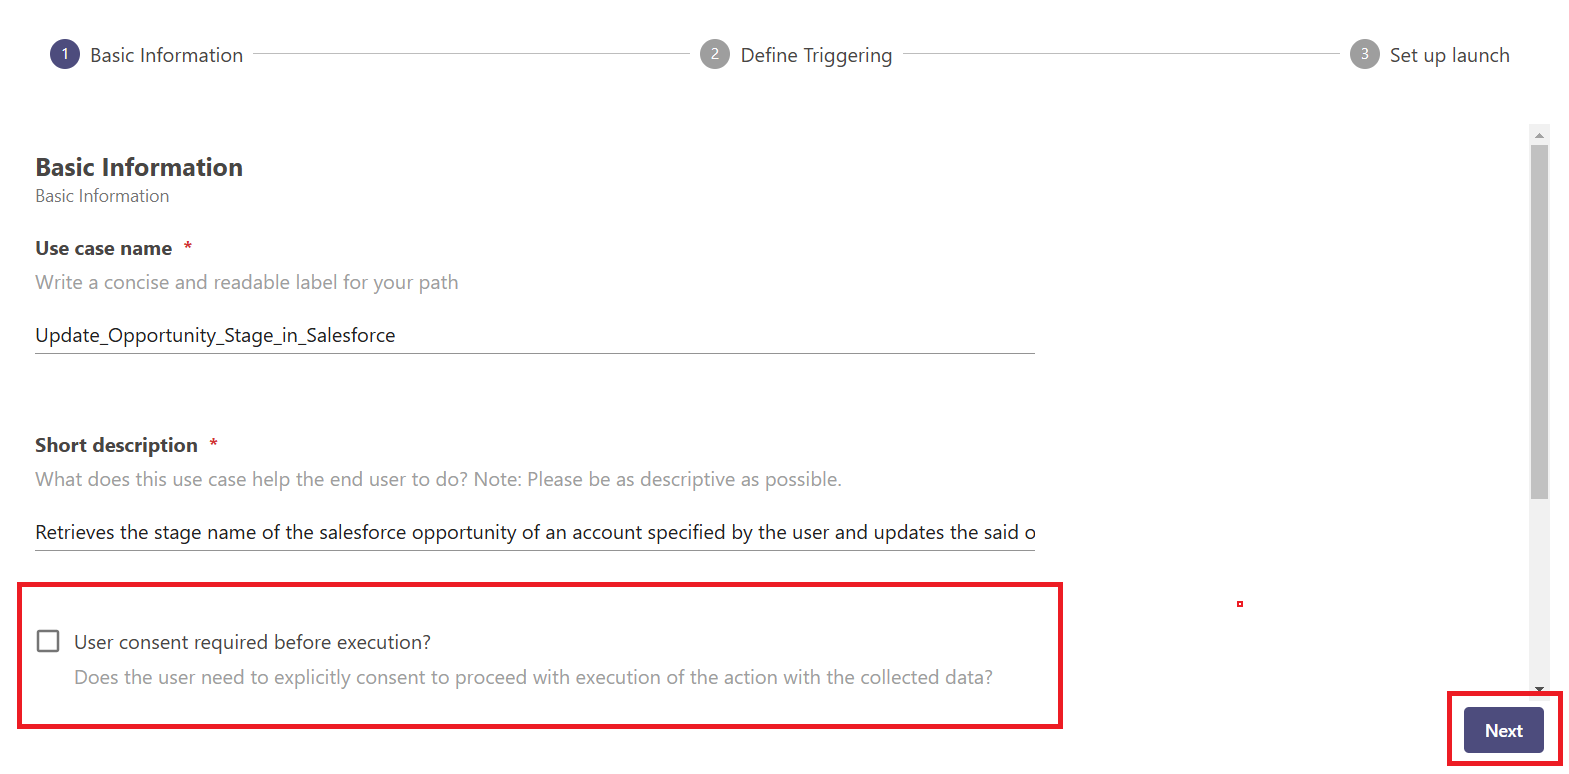 1 Basic Information
2 Define Triggering
3 Set up launch
Basic Information
Basic Information
Use case name *
Write a concise and readable label for your path
Update_Opportunity_Stage_in_Salesforce
Short description *
What does this use case help the end user to do? Note: Please be as descriptive as possible.
Retrieves the stage name of the salesforce opportunity of an account specified by the user and updates the said o
User consent required before execution?
Does the user need to explicitly consent to proceed with execution of the action with the collected data?
Next